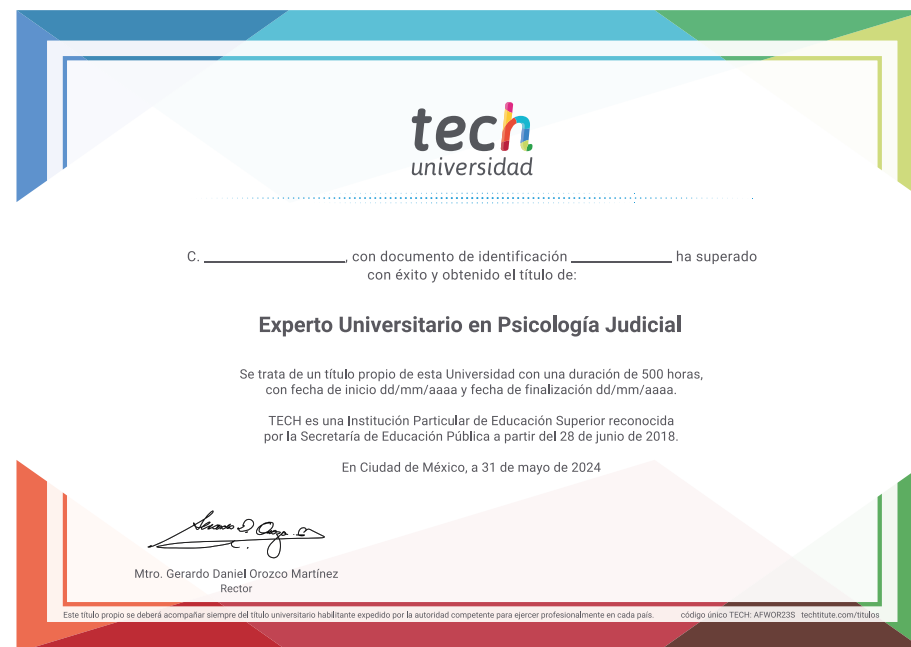 tech
universidad
C. ________________, con documento de identificación ____________ ha superado
con éxito y obtenido el título de:
Experto Universitario en Psicología Judicial
Se trata de un título propio de esta Universidad con una duración de 500 horas,
con fecha de inicio dd/mm/aaaa y fecha de finalización dd/mm/aaaa.
TECH es una Institución Particular de Educación Superior reconocida
por la Secretaría de Educación Pública a partir del 28 de junio de 2018.
En Ciudad de México, a 31 de mayo de 2024
Mtro. Gerardo Daniel Orozco Martínez
Rector
Este título propio se deberá acompañar siempre del título universitario habilitante expedido por la autoridad competente para ejercer profesionalmente en cada país. código único TECH: AFWOR23S techtitute.com/titulos